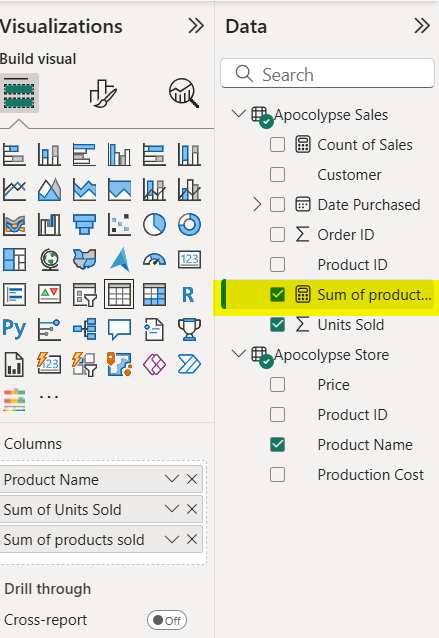 Visualizations
Build visual
123
R
Py
123
...
Columns
Product Name
Sum of Units Sold
Sum of products sold
Drill through
Cross-report
Off
Data
Search
Apocolypse Sales
Count of Sales
Customer
Date Purchased
Order ID
Product ID
Sum of product...
Units Sold
Apocolypse Store
Price
Product ID
Product Name
Production Cost